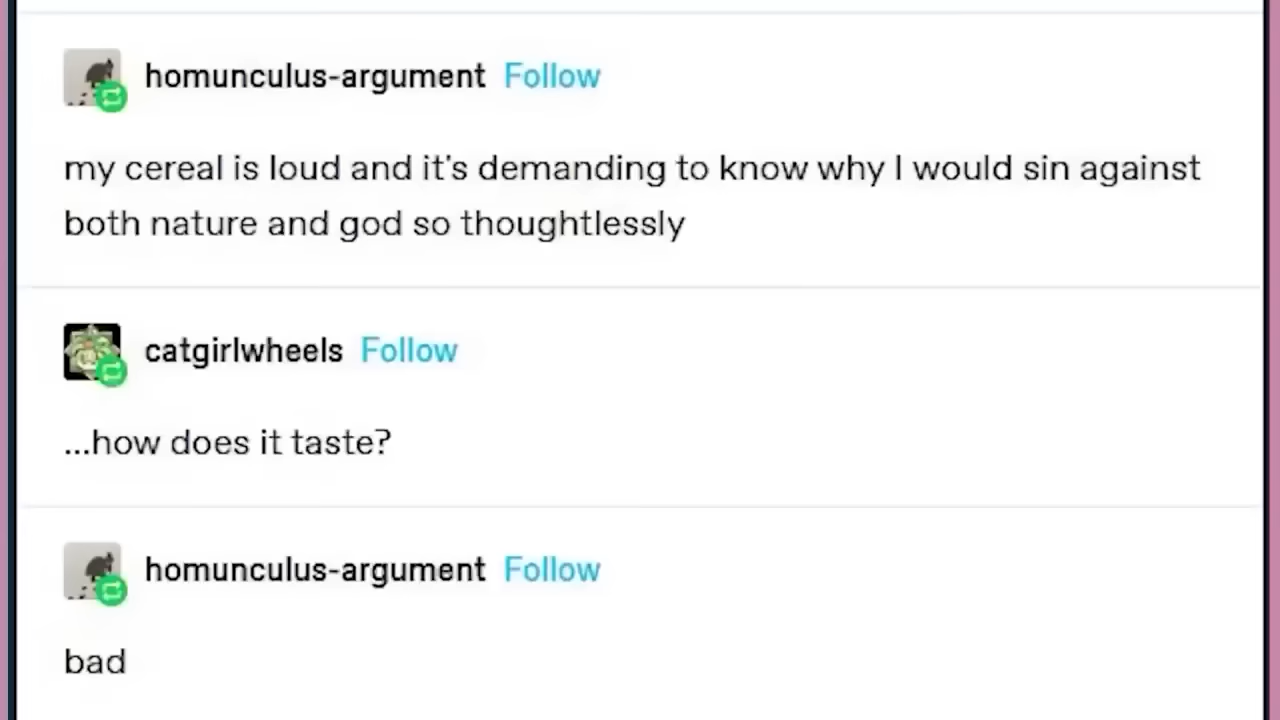 homunculus-argument Follow
my cereal is loud and it's demanding to know why I would sin against
both nature and god so thoughtlessly
catgirlwheels Follow
...how does it taste?
homunculus-argument Follow
bad